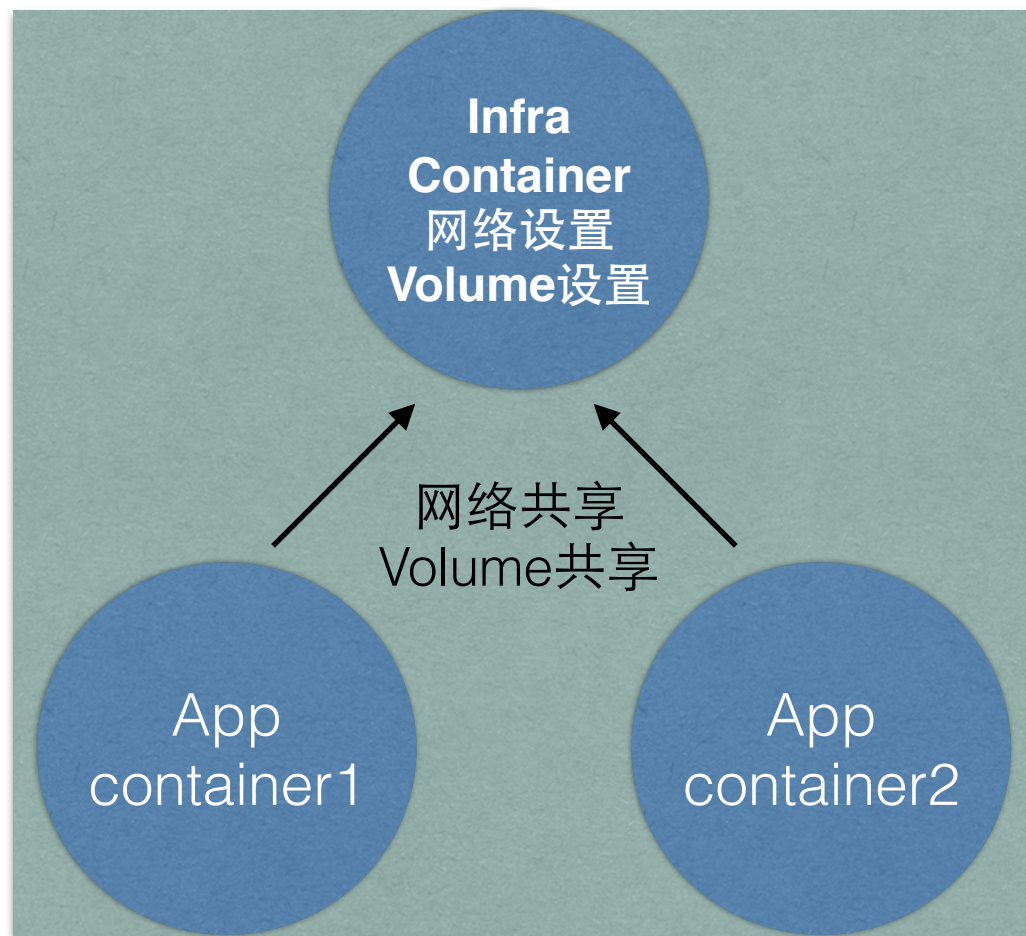 Infra
Container
网络设置
Volume设置
网络共享
Volume共享
App
container1
App
container2